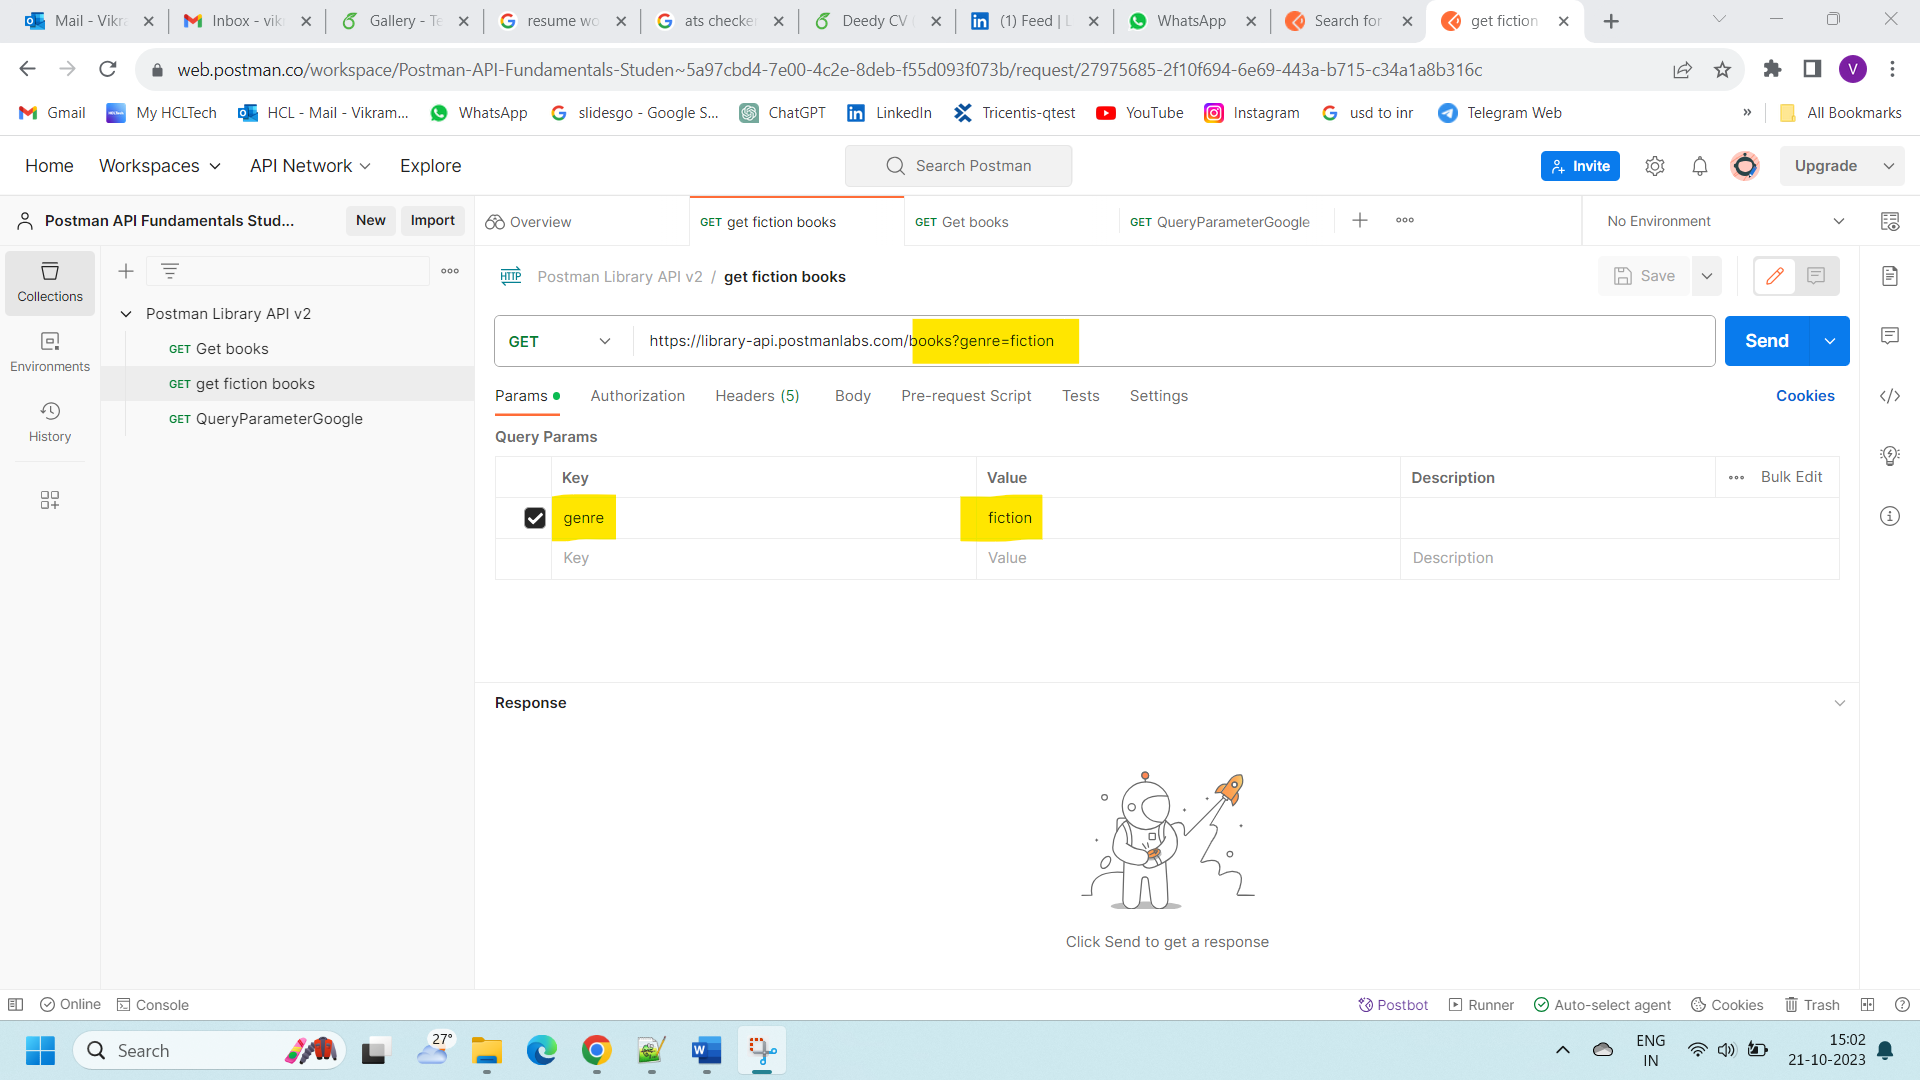 Mail - Vikra
Inbox - vik
Gallery - Te
resume wo
ats checke
Deedy CV (
(1) Feed | L
WhatsApp
Search for
get fiction
web.postman.co/workspace/Postman-API-Fundamentals-Studen~5a97cbd4-7e00-4c2e-8deb-f55d093f073b/request/27975685-2f10f694-6e69-443a-b715-c34a1a8b316c
V
Gmail
My HCLTech
HCL - Mail - Vikram...
WhatsApp
slidesgo - Google S...
ChatGPT
LinkedIn
Tricentis-qtest
YouTube
Instagram
usd to inr
Telegram Web
»
All Bookmarks
Home
Workspaces
API Network
Explore
Search Postman
Invite
Upgrade
Postman API Fundamentals Stud...
New
Import
Overview
GET get fiction books
GET Get books
GET QueryParameterGoogle
No Environment
Collections
Environments
History
Postman Library API v2
GET Get books
GET get fiction books
GET QueryParameterGoogle
HTTP
Postman Library API v2 / get fiction books
Save
GET
https://library-api.postmanlabs.com/books?genre=fiction
Send
Params
Authorization
Headers (5)
Body
Pre-request Script
Tests
Settings
Cookies
Query Params
Key
Value
Description
Bulk Edit
genre
fiction
Key
Value
Description
Response
Click Send to get a response
Online
Console
Postbot
Runner
Auto-select agent
Cookies
Trash
Search
27°
ENG
IN
15:02
21-10-2023